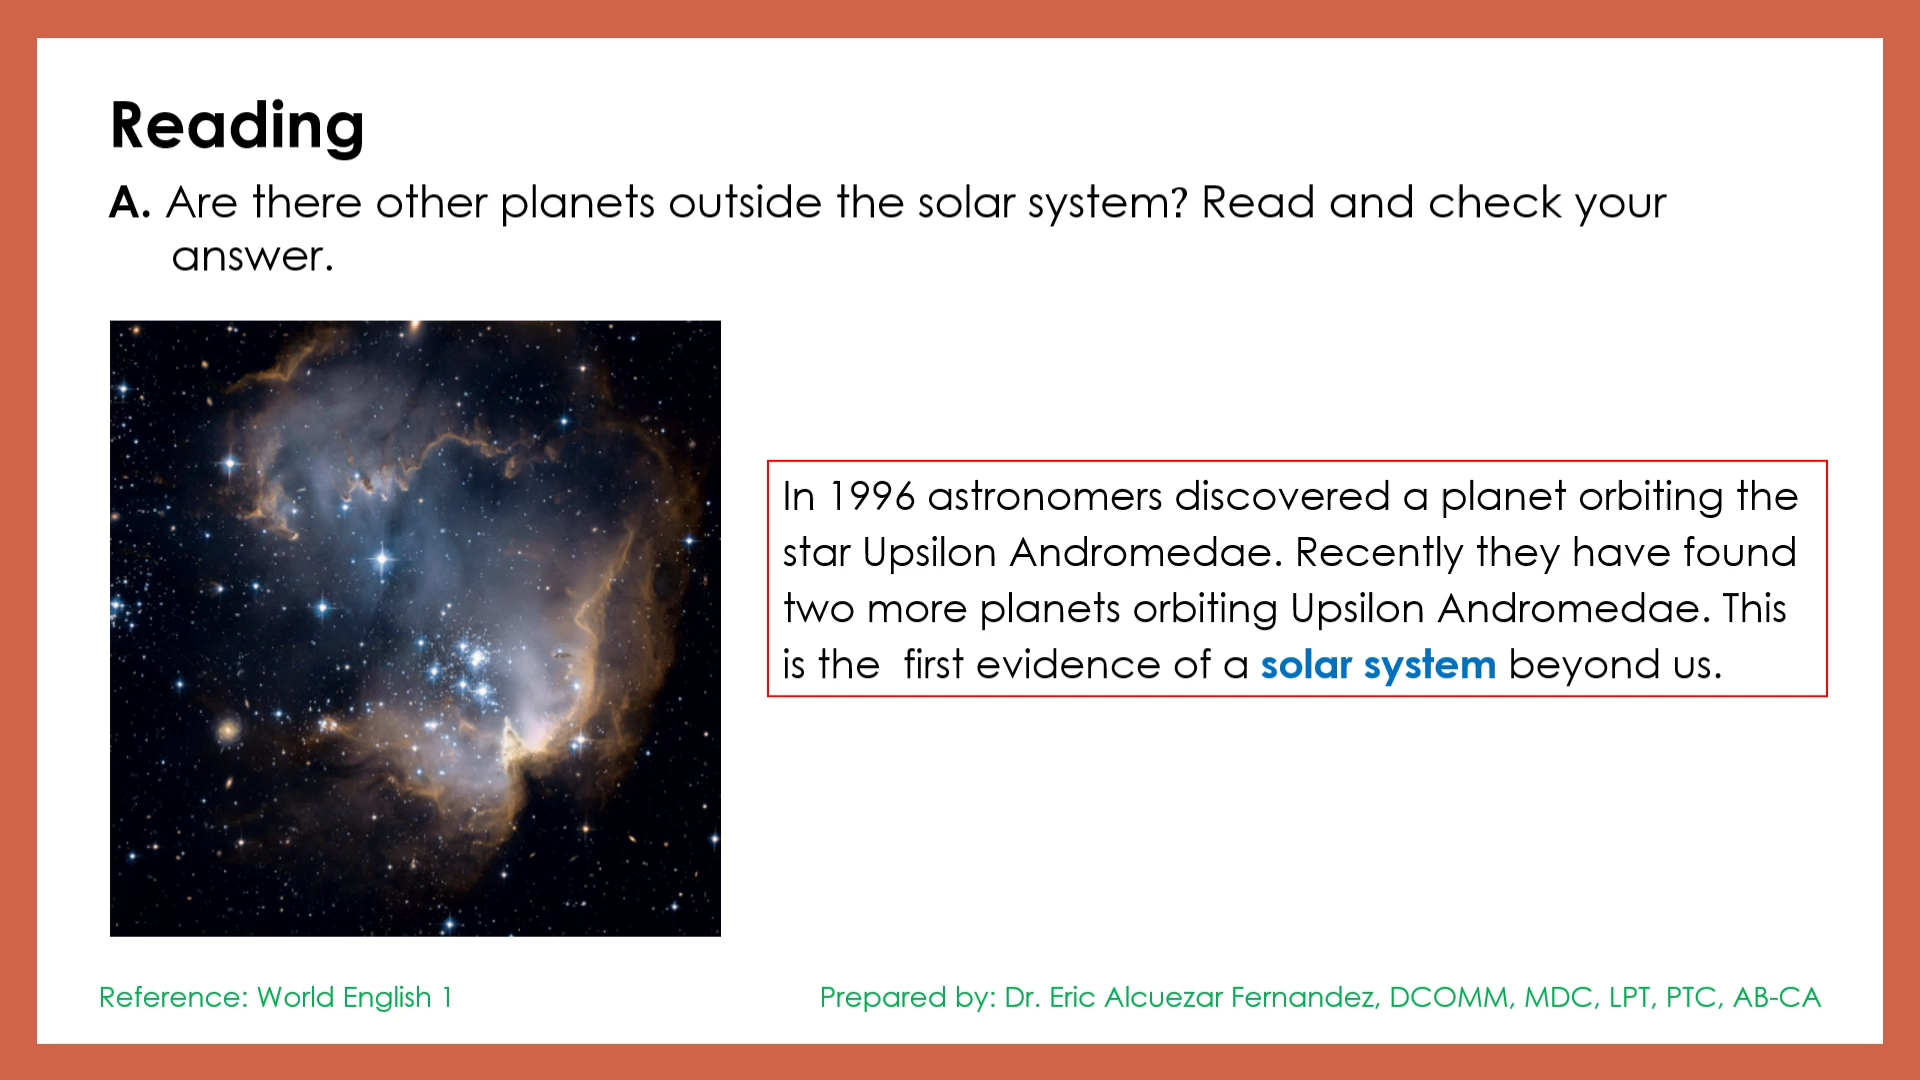 Reading
A. Are there other planets outside the solar system? Read and check your
answer.
In 1996 astronomers discovered a planet orbiting the
star Upsilon Andromedae. Recently they have found
two more planets orbiting Upsilon Andromedae. This
is the  first evidence of a solar system beyond us.
Reference: World English 1
Prepared by: Dr. Eric Alcuezar Fernandez, DCOMM, MDC, LPT, PTC, AB-CA